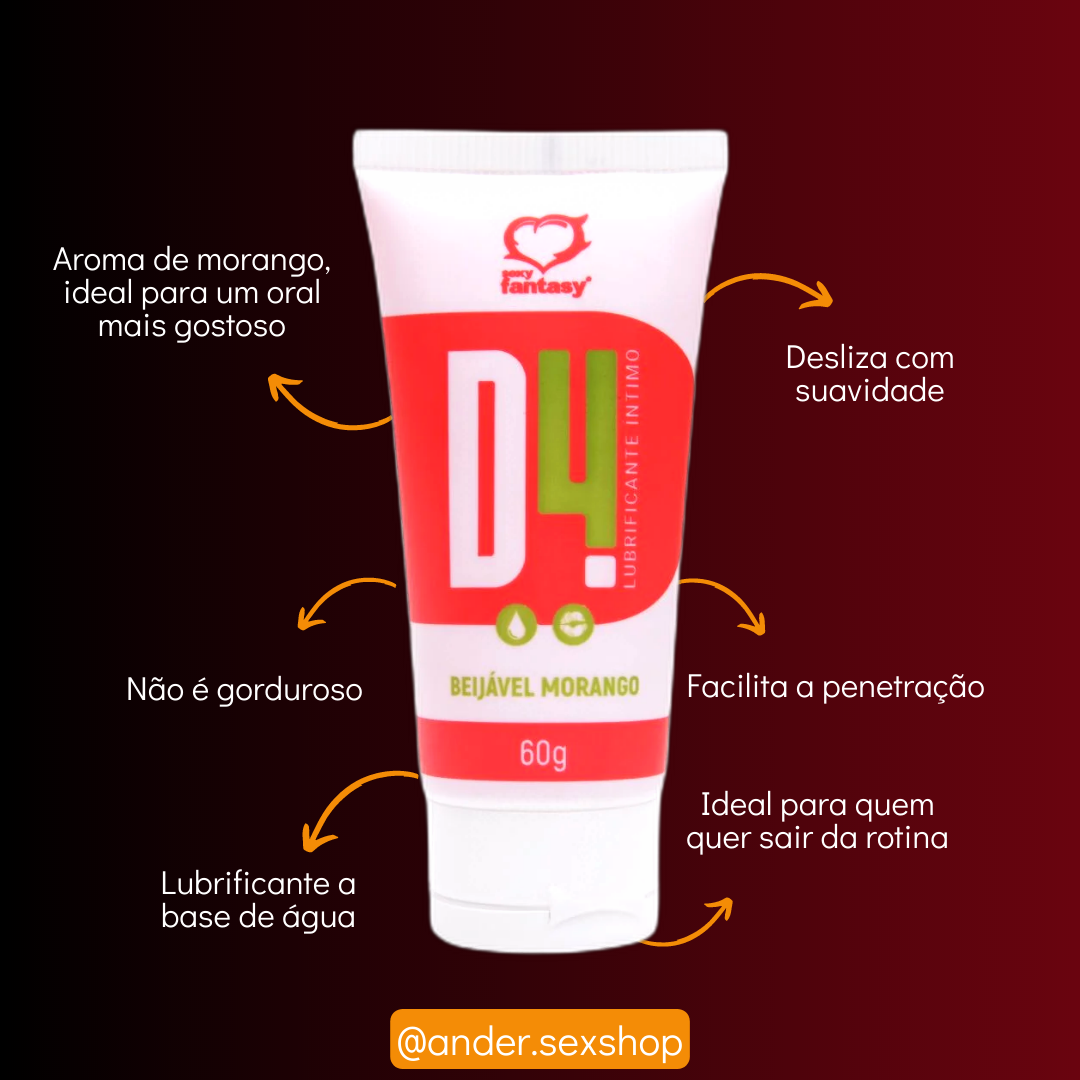 Aroma de morango,
ideal para um oral
mais gostoso
sexy
fantasy
Desliza com
suavidade
D4
LUBRIFICANTE INTIMO
Não é gorduroso
BEIJÁVEL MORANGO
Facilita a penetração
60g
Ideal para quem
quer sair da rotina
Lubrificante a
base de água
@ander.sexshop